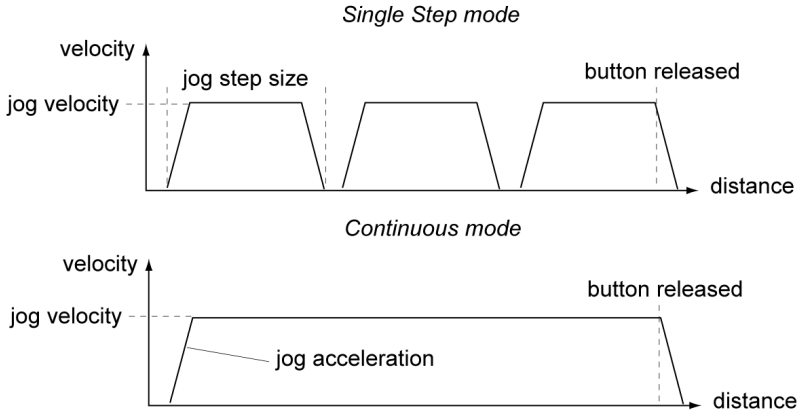 Single Step mode
velocity
jog step size
button released
jog velocity
distance
Continuous mode
velocity
button released
jog velocity
jog acceleration
distance